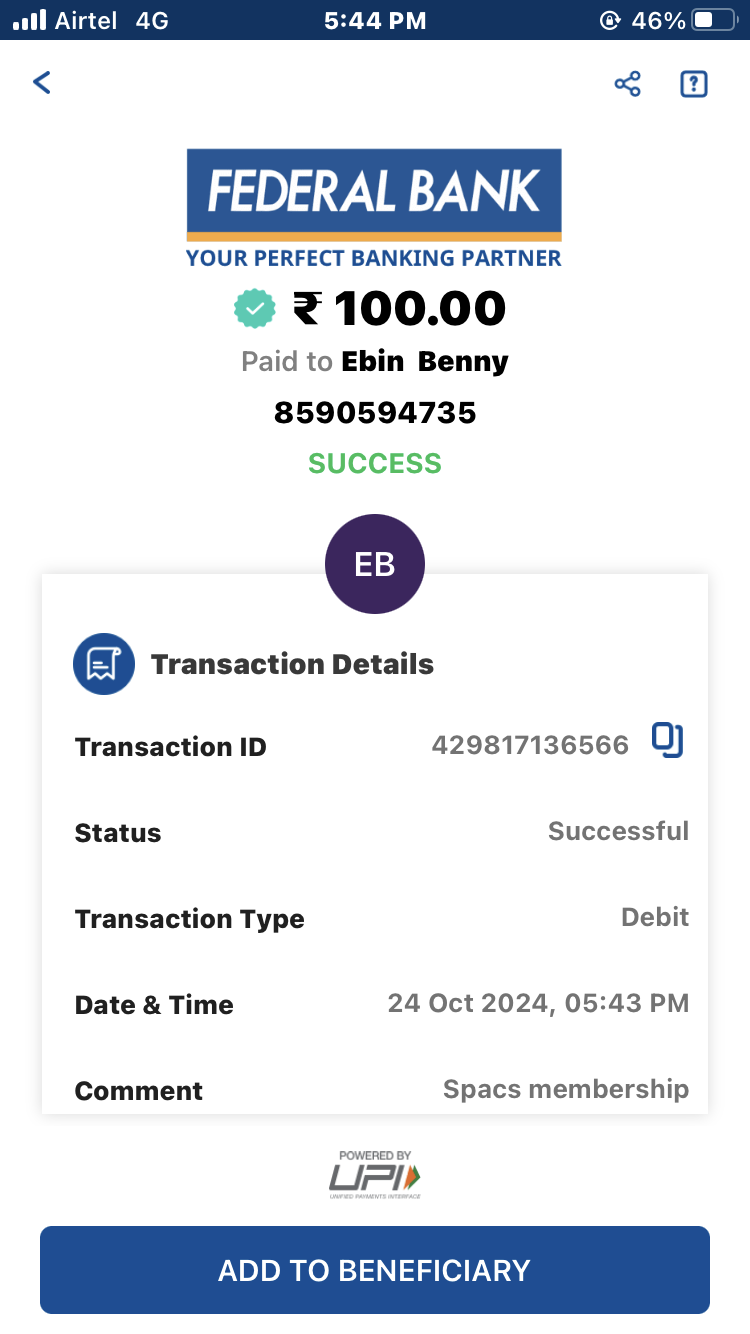 Airtel 4G 5:44 PM 46%
FEDERAL BANK
YOUR PERFECT BANKING PARTNER
₹ 100.00
Paid to Ebin Benny
8590594735
SUCCESS
EB
Transaction Details
Transaction ID 429817136566
Status Successful
Transaction Type Debit
Date & Time 24 Oct 2024, 05:43 PM
Comment Spacs membership
POWERED BY
UPI
UNIFIED PAYMENTS INTERFACE
ADD TO BENEFICIARY